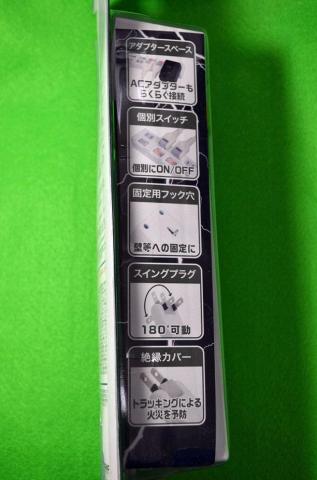 アダプタースペース
ACアダプターも
らくらく接続
個別スイッチ
個別にON/OFF
固定用フック穴
壁等への固定に
スイングプラグ
180°可動
絶縁カバー
トラッキングによる
火災を予防